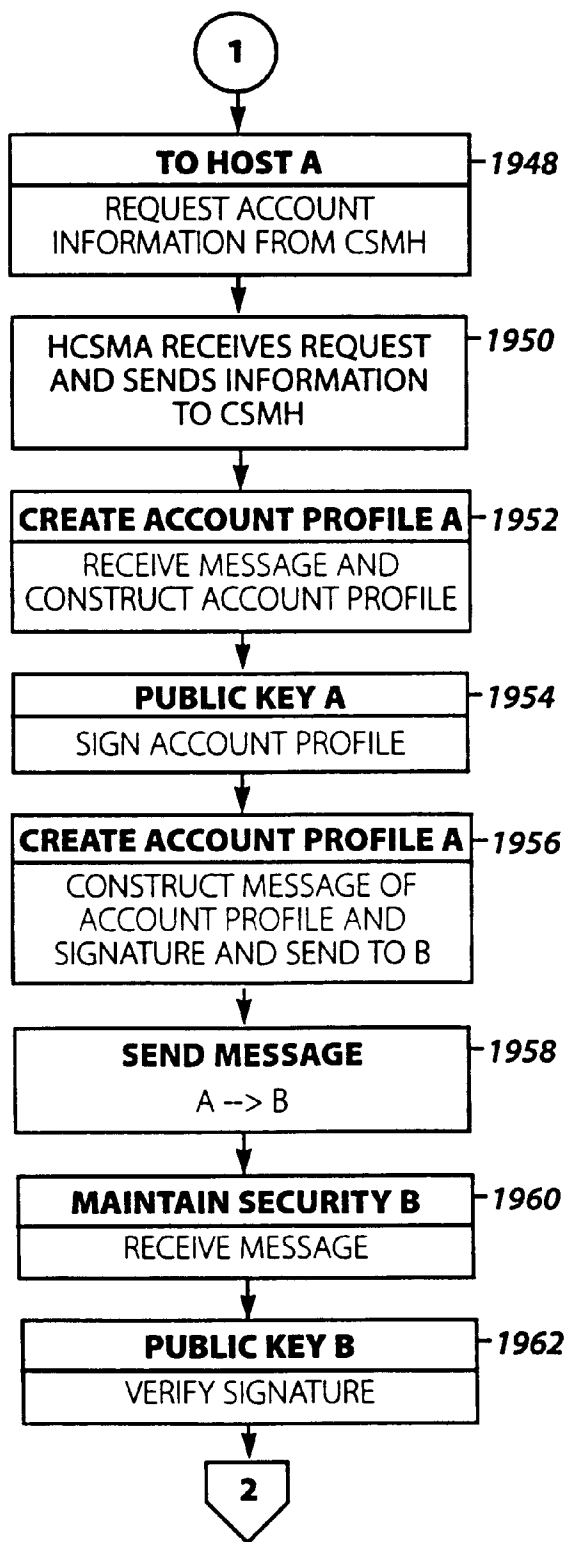 1
TO HOST A
1948
REQUEST ACCOUNT
INFORMATION FROM CSMH
HCSMA RECEIVES REQUEST
AND SENDS INFORMATION
TO CSMH
1950
CREATE ACCOUNT PROFILE A
1952
RECEIVE MESSAGE AND
CONSTRUCT ACCOUNT PROFILE
PUBLIC KEY A
1954
SIGN ACCOUNT PROFILE
CREATE ACCOUNT PROFILE A
1956
CONSTRUCT MESSAGE OF
ACCOUNT PROFILE AND
SIGNATURE AND SEND TO B
SEND MESSAGE
1958
A --> B
MAINTAIN SECURITY B
1960
RECEIVE MESSAGE
PUBLIC KEY B
1962
VERIFY SIGNATURE
2